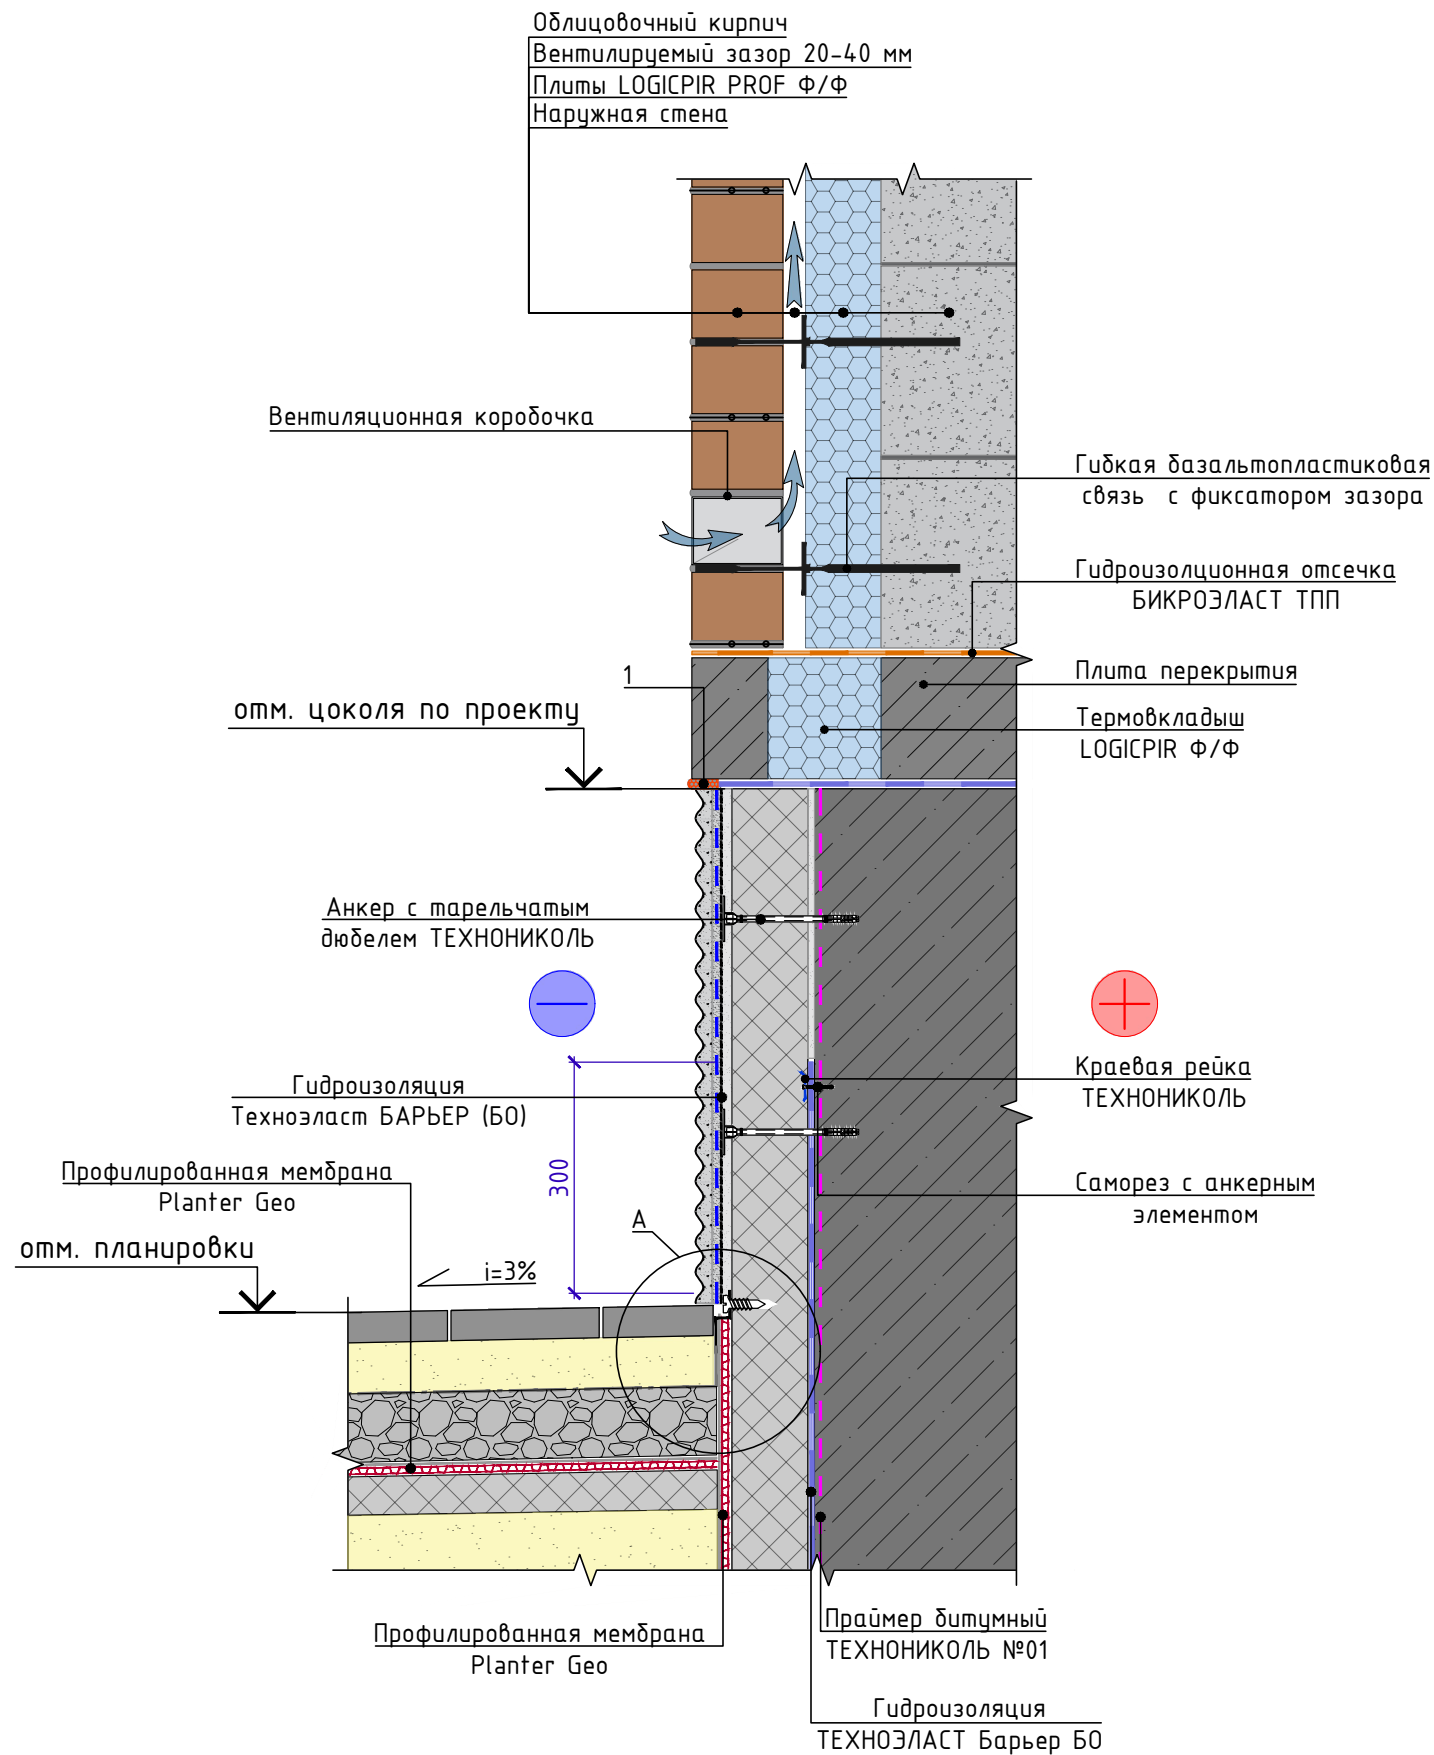 Облицовочный кирпич
Вентилируемый зазор 20-40 мм
Плиты LOGICPIR PROF Ф/Ф
Наружная стена
Вентиляционная коробочка
Гибкая базальтопластиковая
связь с фиксатором зазора
Гидроизолционная отсечка
БИКРОЭЛАСТ ТПП
1
Плита перекрытия
отм. цоколя по проекту
Термовкладыш
LOGICPIR Ф/Ф
Анкер с тарельчатым
дюбелем ТЕХНОНИКОЛЬ
Гидроизоляция
Техноэласт БАРЬЕР (БО)
Краевая рейка
ТЕХНОНИКОЛЬ
300
Профилированная мембрана
Planter Geo
Саморез с анкерным
элементом
А
отм. планировки
i=3%
Праймер битумный
ТЕХНОНИКОЛЬ №01
Профилированная мембрана
Planter Geo
Гидроизоляция
ТЕХНОЭЛАСТ Барьер БО